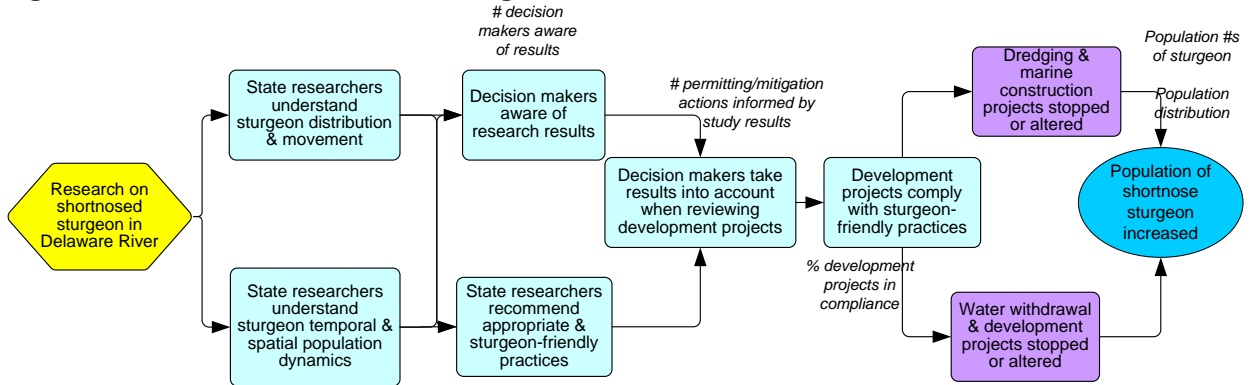 Research on
shortnosed
sturgeon in
Delaware River
State researchers
understand
sturgeon distribution
& movement
State researchers
understand
sturgeon temporal &
spatial population
dynamics
# decision
makers aware
of results
Decision makers
aware of
research results
State researchers
recommend
appropriate &
sturgeon-friendly
practices
# permitting/mitigation
actions informed by
study results
Decision makers take
results into account
when reviewing
development projects
Development
projects comply
with sturgeon-
friendly practices
% development
projects in
compliance
Dredging &
marine
construction
projects stopped
or altered
Water withdrawal
& development
projects stopped
or altered
Population #s
of sturgeon
Population
distribution
Population of
shortnose
sturgeon
increased